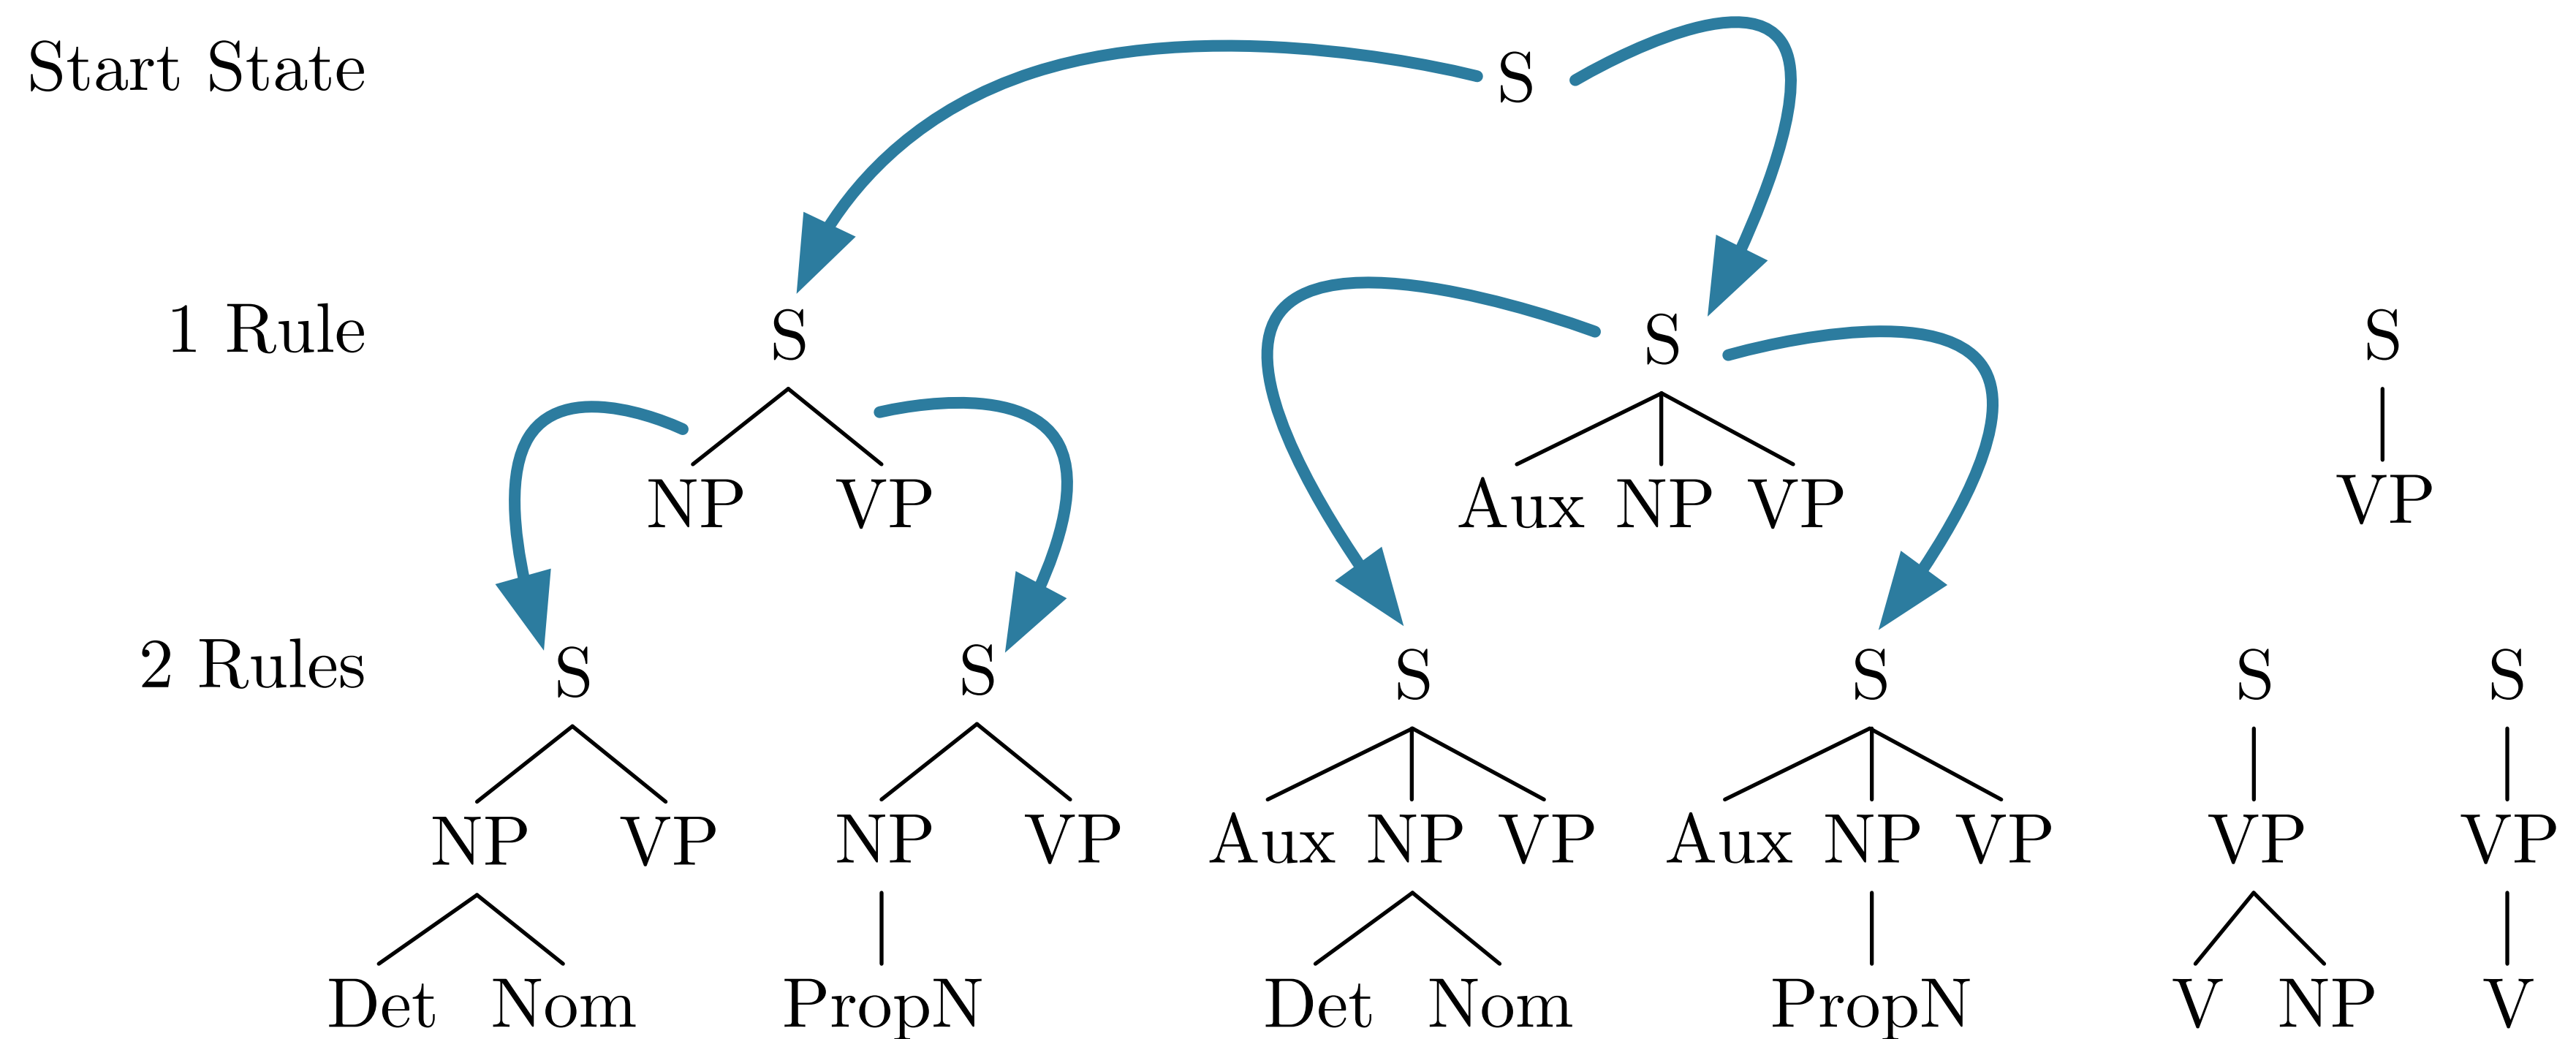 Start State S
1 Rule S S S
NP VP Aux NP VP VP
2 Rules S S S S S S
NP VP NP VP Aux NP VP Aux NP VP VP VP
Det Nom PropN Det Nom PropN V NP V